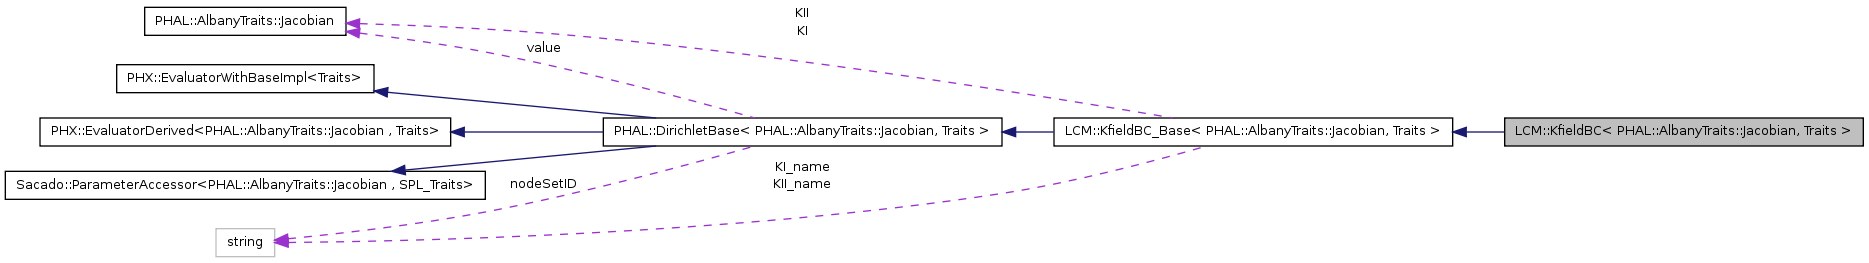 PHAL::AlbanyTraits::Jacobian
KII
KI
value
PHX::EvaluatorWithBaseImpl<Traits>
PHX::EvaluatorDerived<PHAL::AlbanyTraits::Jacobian , Traits>
PHAL::DirichletBase< PHAL::AlbanyTraits::Jacobian, Traits >
LCM::KfieldBC_Base< PHAL::AlbanyTraits::Jacobian, Traits >
LCM::KfieldBC< PHAL::AlbanyTraits::Jacobian, Traits >
Sacado::ParameterAccessor<PHAL::AlbanyTraits::Jacobian , SPL_Traits>
nodeSetID
KI_name
KII_name
string